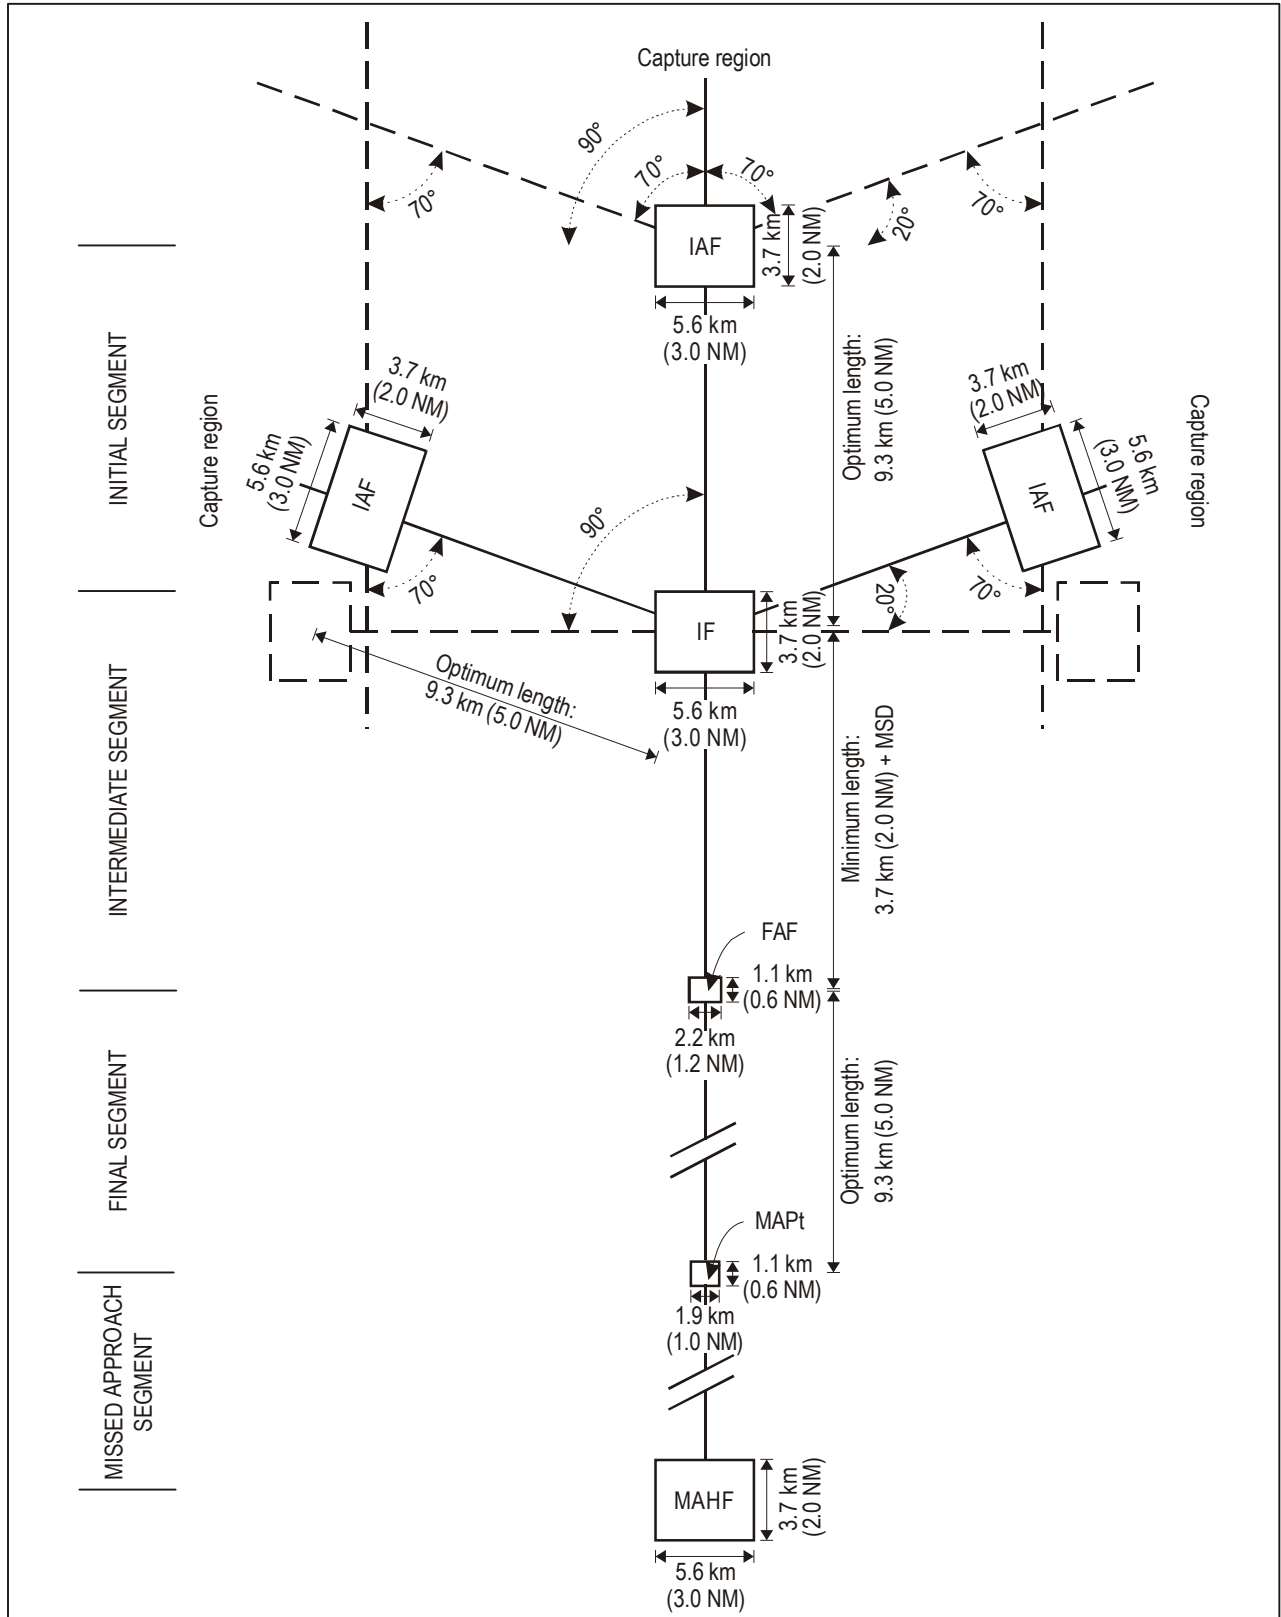 Capture region
90°
70°
70°
70°
70°
20°
IAF
3.7 km
(2.0 NM)
5.6 km
(3.0 NM)
Optimum length:
9.3 km (5.0 NM)
INITIAL SEGMENT
Capture region
3.7 km
(2.0 NM)
5.6 km
(3.0 NM)
IAF
70°
90°
3.7 km
(2.0 NM)
5.6 km
(3.0 NM)
IAF
70°
20°
Capture region
IF
3.7 km
(2.0 NM)
5.6 km
(3.0 NM)
Optimum length:
9.3 km (5.0 NM)
INTERMEDIATE SEGMENT
Minimum length:
3.7 km (2.0 NM) + MSD
FAF
1.1 km
(0.6 NM)
2.2 km
(1.2 NM)
FINAL SEGMENT
Optimum length:
9.3 km (5.0 NM)
MAPt
1.1 km
(0.6 NM)
1.9 km
(1.0 NM)
MISSED APPROACH
SEGMENT
MAHF
3.7 km
(2.0 NM)
5.6 km
(3.0 NM)